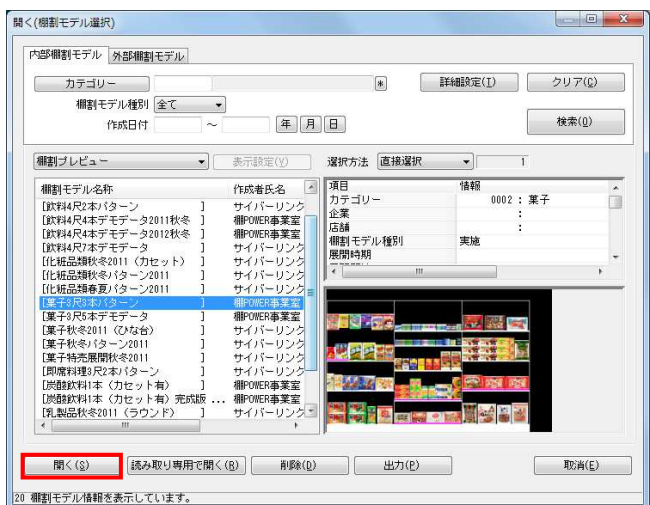 開く(棚割モデル選択)
内部棚割モデル 外部棚割モデル
カテゴリー * 詳細設定(I) クリア(C)
棚割モデル種別 全て
作成日付 ～ 年 月 日 検索(Q)
棚割プレビュー 表示設定(V) 選択方法 直接選択 1
棚割モデル名称 作成者氏名
[飲料4尺2本パターン ] サイバーリンク
[飲料4尺4本デモデータ2011秋冬 ] 棚POWER事業室
[飲料4尺4本デモデータ2012秋冬 ] 棚POWER事業室
[飲料4尺7本デモデータ ] サイバーリンク
[化粧品類秋冬2011（カセット） ] サイバーリンク
[化粧品類秋冬パターン2011 ] サイバーリンク
[化粧品類春夏パターン2011 ] サイバーリンク
[菓子3尺3本パターン ] 棚POWER事業室
[菓子3尺5本デモデータ ] 棚POWER事業室
[菓子秋冬2011（ひな台） ] サイバーリンク
[菓子秋冬パターン2011 ] サイバーリンク
[菓子特売展開秋冬2011 ] サイバーリンク
[即席料理3尺2本パターン ] サイバーリンク
[炭酸飲料1本（カセット有） ] 棚POWER事業室
[炭酸飲料1本（カセット有）完成版 ... 棚POWER事業室
[乳製品秋冬2011（ラウンド） ] サイバーリンク
項目 情報
カテゴリー 0002 : 菓子
企業 :
店舗 :
棚割モデル種別 実施
展開時期
開く(S) 読み取り専用で開く(R) 削除(D) 出力(P) 取消(E)
20 棚割モデル情報を表示しています。